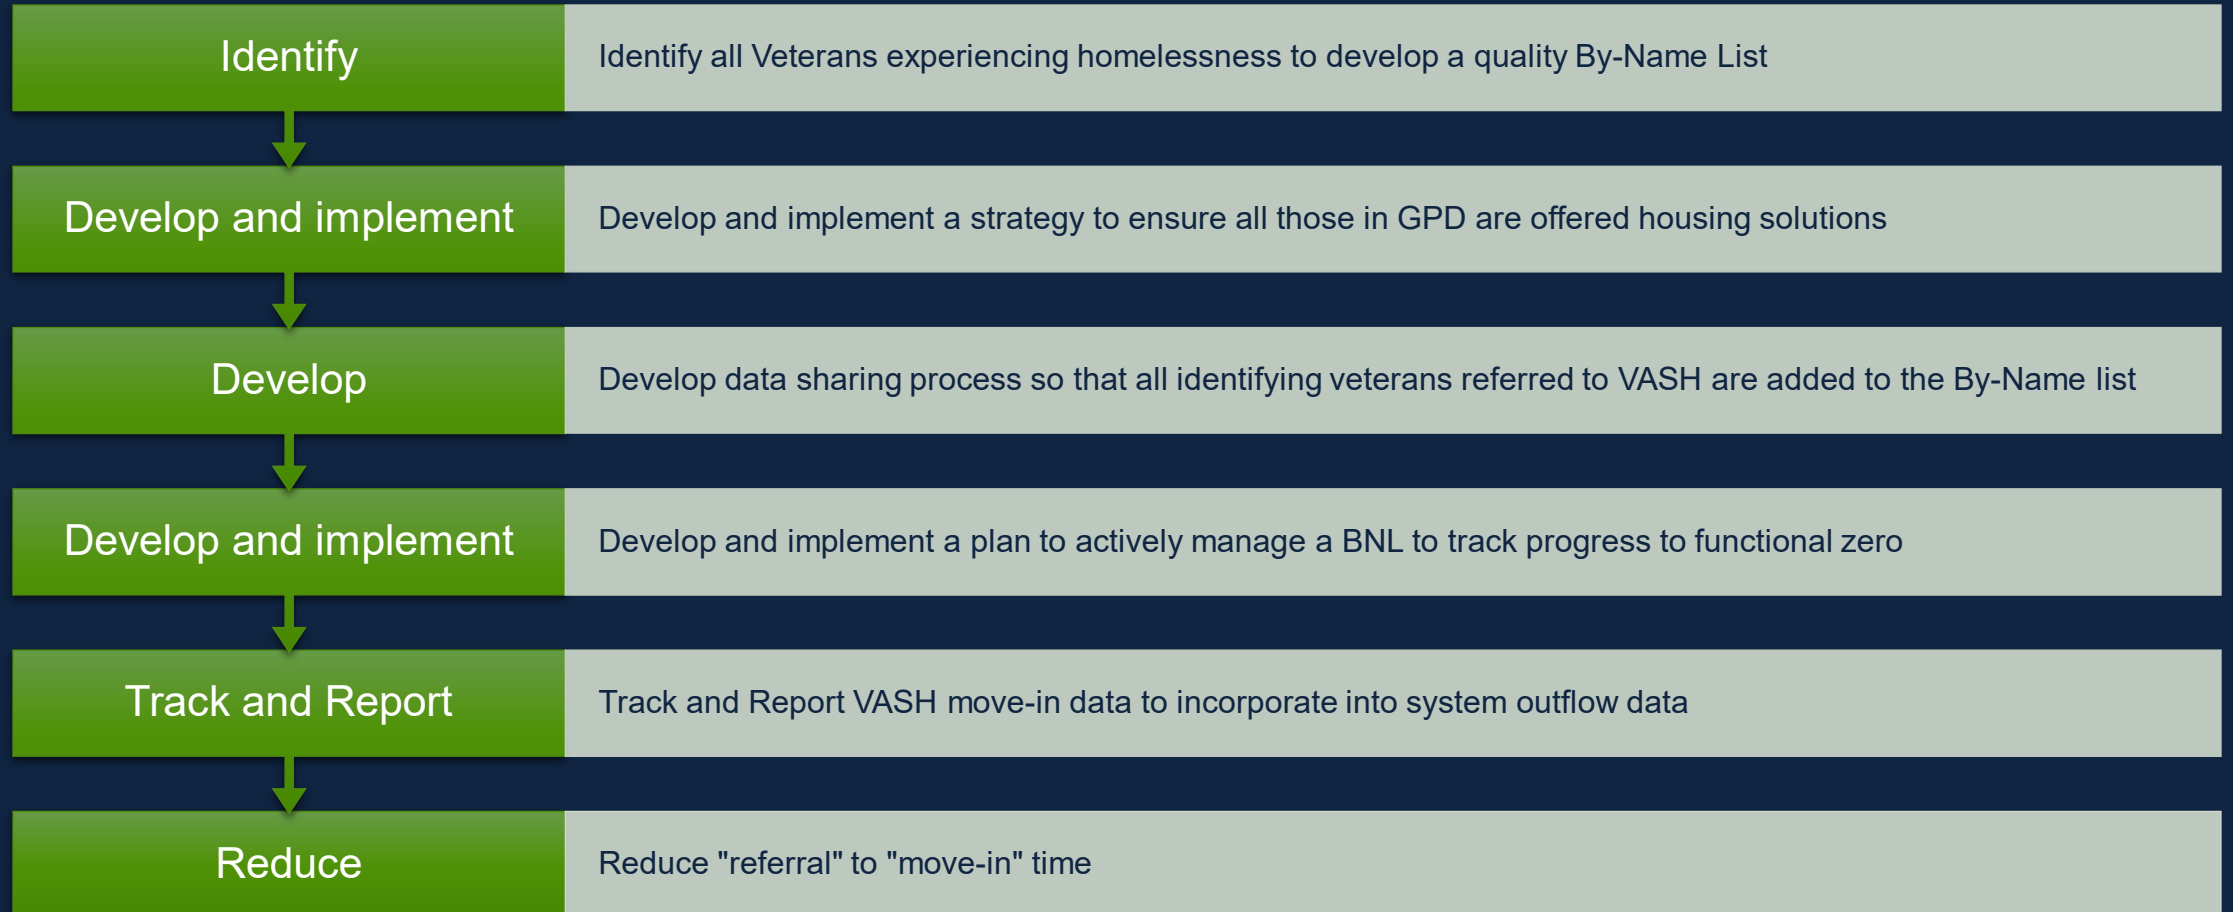 Identify
Identify all Veterans experiencing homelessness to develop a quality By-Name List
Develop and implement
Develop and implement a strategy to ensure all those in GPD are offered housing solutions
Develop
Develop data sharing process so that all identifying veterans referred to VASH are added to the By-Name list
Develop and implement
Develop and implement a plan to actively manage a BNL to track progress to functional zero
Track and Report
Track and Report VASH move-in data to incorporate into system outflow data
Reduce
Reduce "referral" to "move-in" time